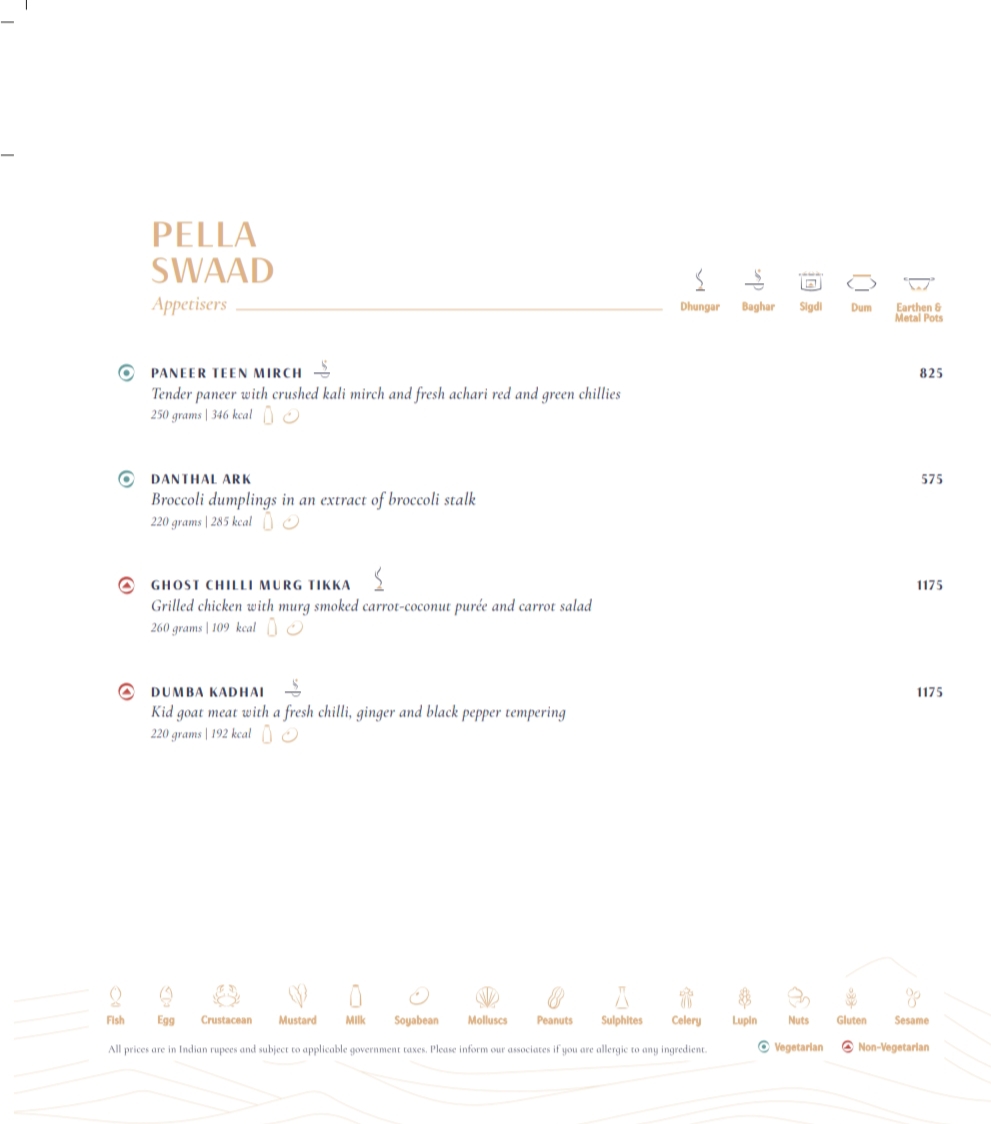 PELLA
SWAAD
Appetisers
Dhungar Baghar Sigdi Dum Earthen &
Metal Pots
PANEER TEEN MIRCH 825
Tender paneer with crushed kali mirch and fresh achari red and green chillies
250 grams | 346 kcal
DANTHAL ARK 575
Broccoli dumplings in an extract of broccoli stalk
220 grams | 285 kcal
GHOST CHILLI MURG TIKKA 1175
Grilled chicken with murg smoked carrot-coconut purée and carrot salad
260 grams | 109 kcal
DUMBA KADHAI 1175
Kid goat meat with a fresh chilli, ginger and black pepper tempering
220 grams | 192 kcal
Fish Egg Crustacean Mustard Milk Soyabean Molluscs Peanuts Sulphites Celery Lupin Nuts Gluten Sesame
All prices are in Indian rupees and subject to applicable government taxes. Please inform our associates if you are allergic to any ingredient. Vegetarian Non-Vegetarian